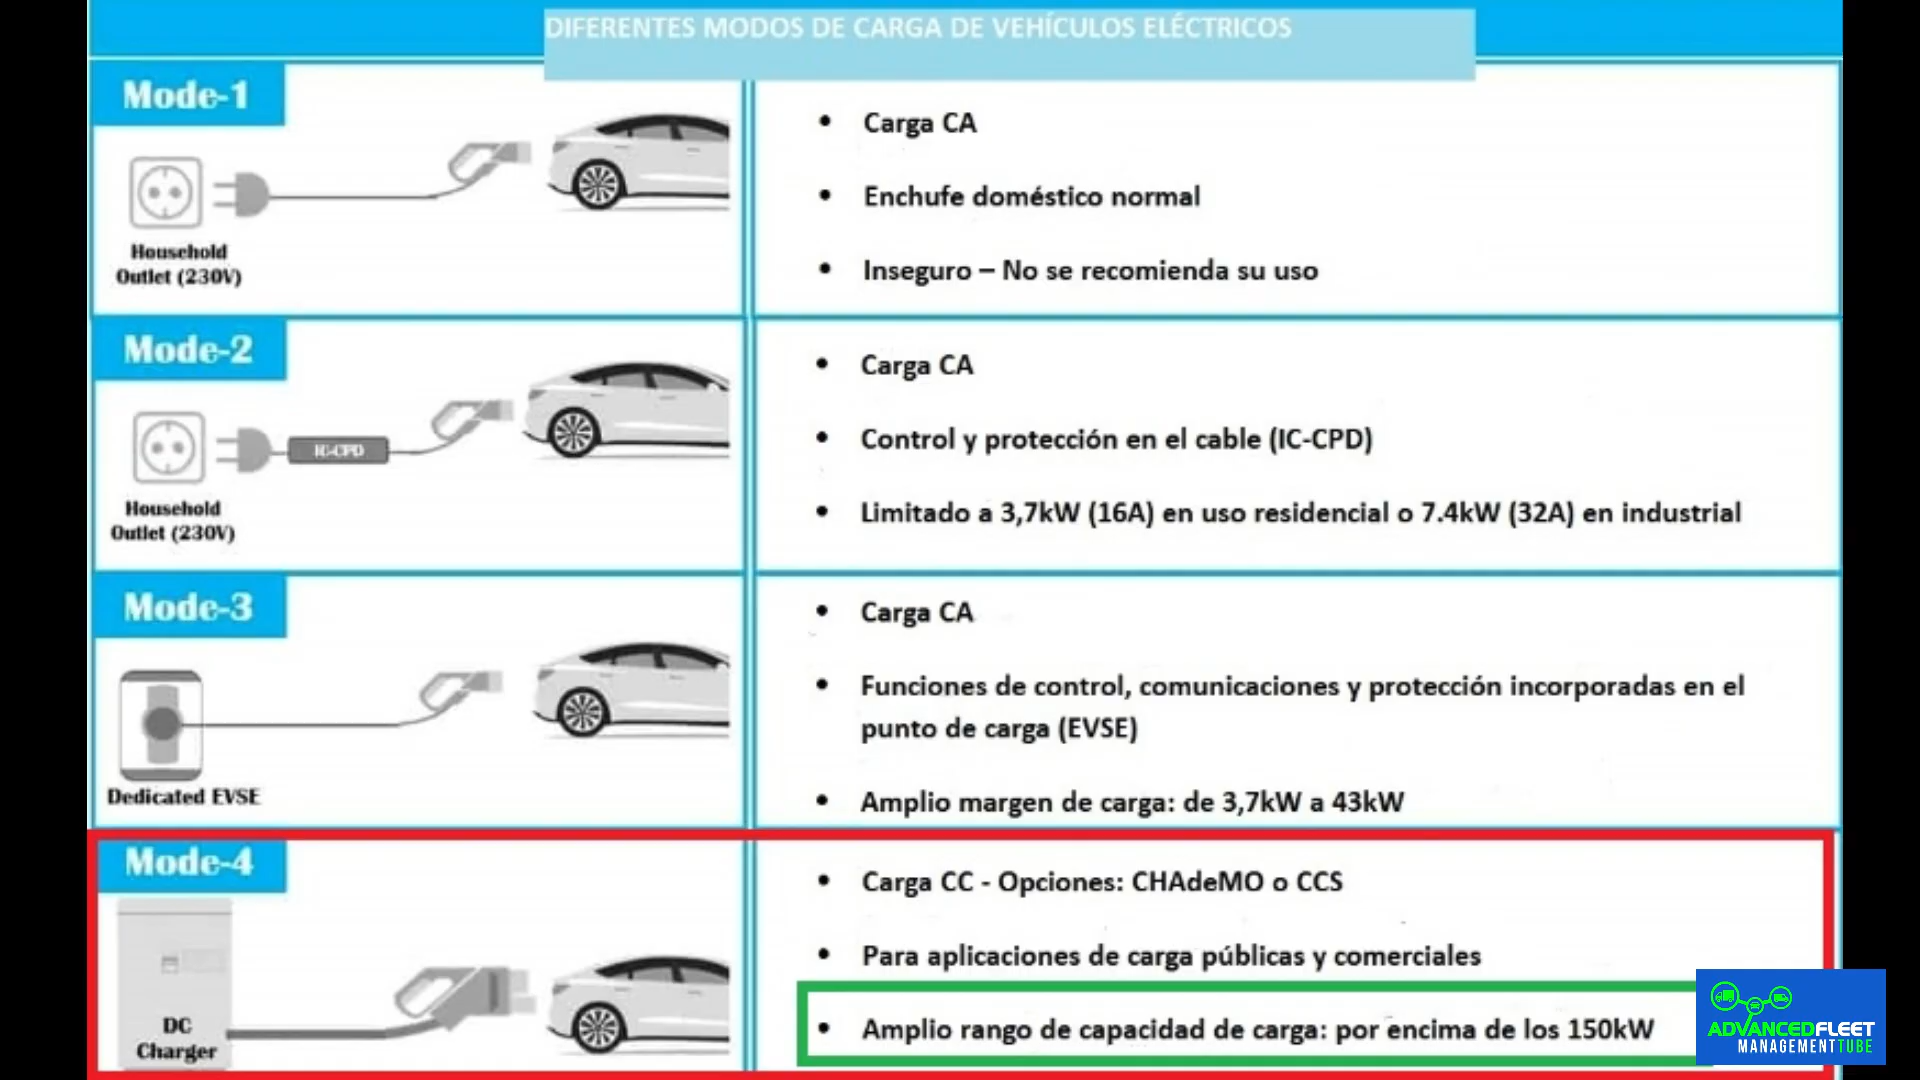 DIFERENTES MODOS DE CARGA DE VEHÍCULOS ELÉCTRICOS
Mode-1
Household
Outlet (230V)
• Carga CA
• Enchufe doméstico normal
• Inseguro – No se recomienda su uso
Mode-2
IC-CPD
Household
Outlet (230V)
• Carga CA
• Control y protección en el cable (IC-CPD)
• Limitado a 3,7kW (16A) en uso residencial o 7.4kW (32A) en industrial
Mode-3
Dedicated EVSE
• Carga CA
• Funciones de control, comunicaciones y protección incorporadas en el
punto de carga (EVSE)
• Amplio margen de carga: de 3,7kW a 43kW
Mode-4
DC
Charger
• Carga CC - Opciones: CHAdeMO o CCS
• Para aplicaciones de carga públicas y comerciales
• Amplio rango de capacidad de carga: por encima de los 150kW
ADVANCEDFLEET
MANAGEMENTTUBE